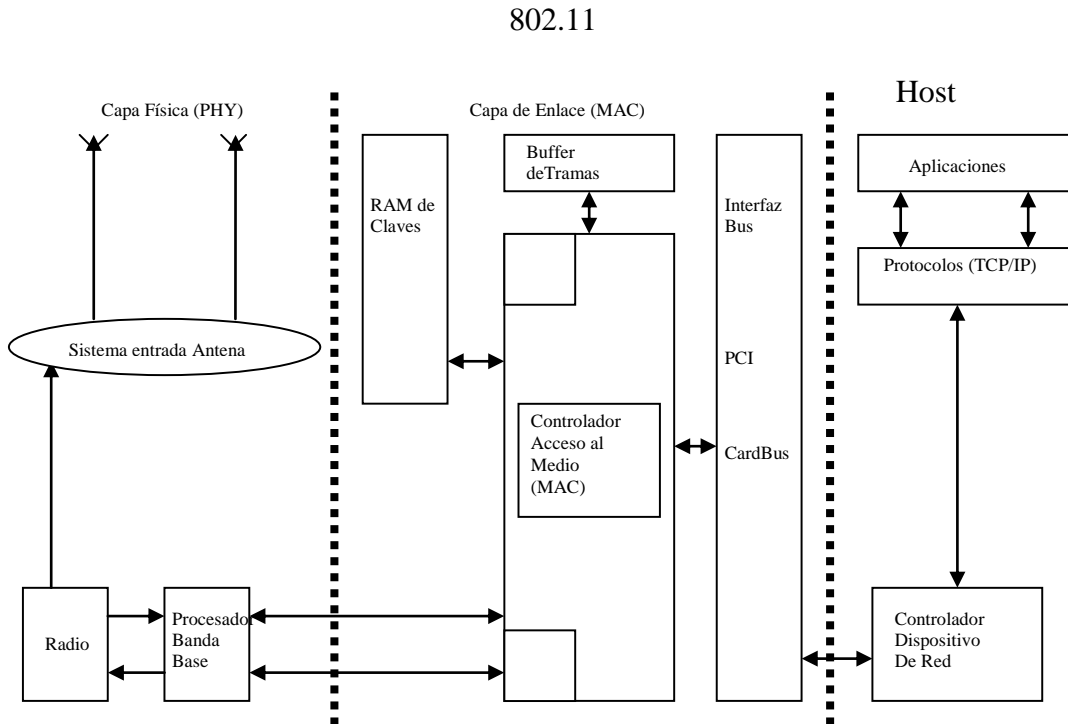 802.11
Capa Física (PHY)
Capa de Enlace (MAC)
Host
Buffer
deTramas
Aplicaciones
RAM de
Claves
Interfaz
Bus
Protocolos (TCP/IP)
Sistema entrada Antena
PCI
Controlador
Acceso al
Medio
(MAC)
CardBus
Radio
Procesador
Banda
Base
Controlador
Dispositivo
De Red